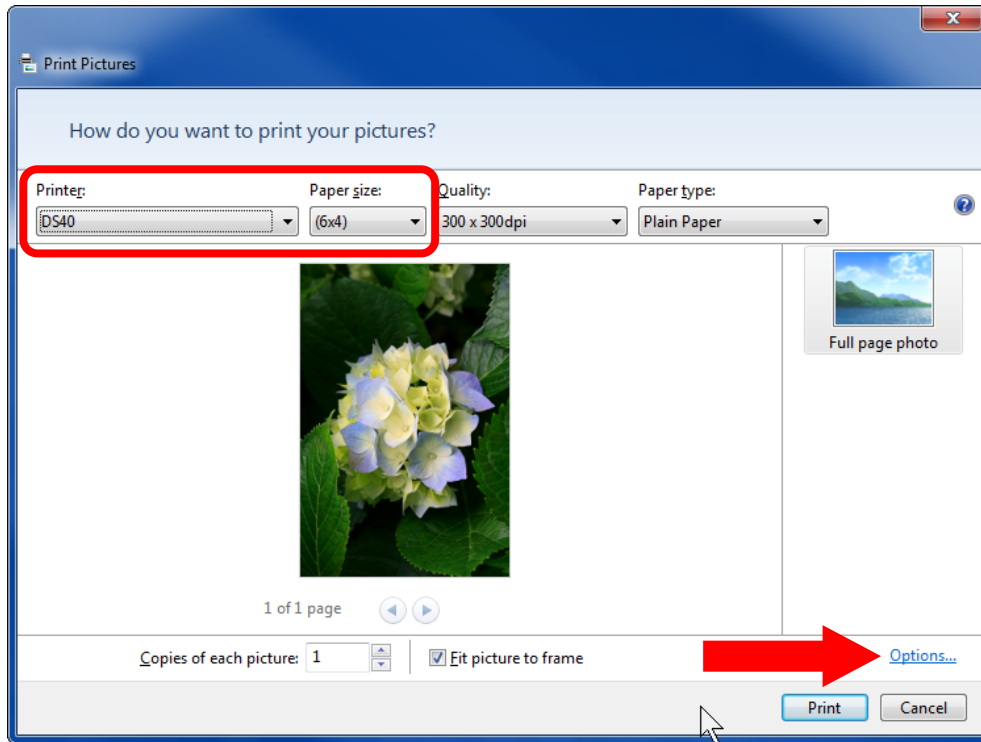 Print Pictures
How do you want to print your pictures?
Printer: Paper size: Quality: Paper type:
DS40 (6x4) 300 x 300dpi Plain Paper
Full page photo
1 of 1 page
Copies of each picture: 1 Fit picture to frame Options...
Print Cancel